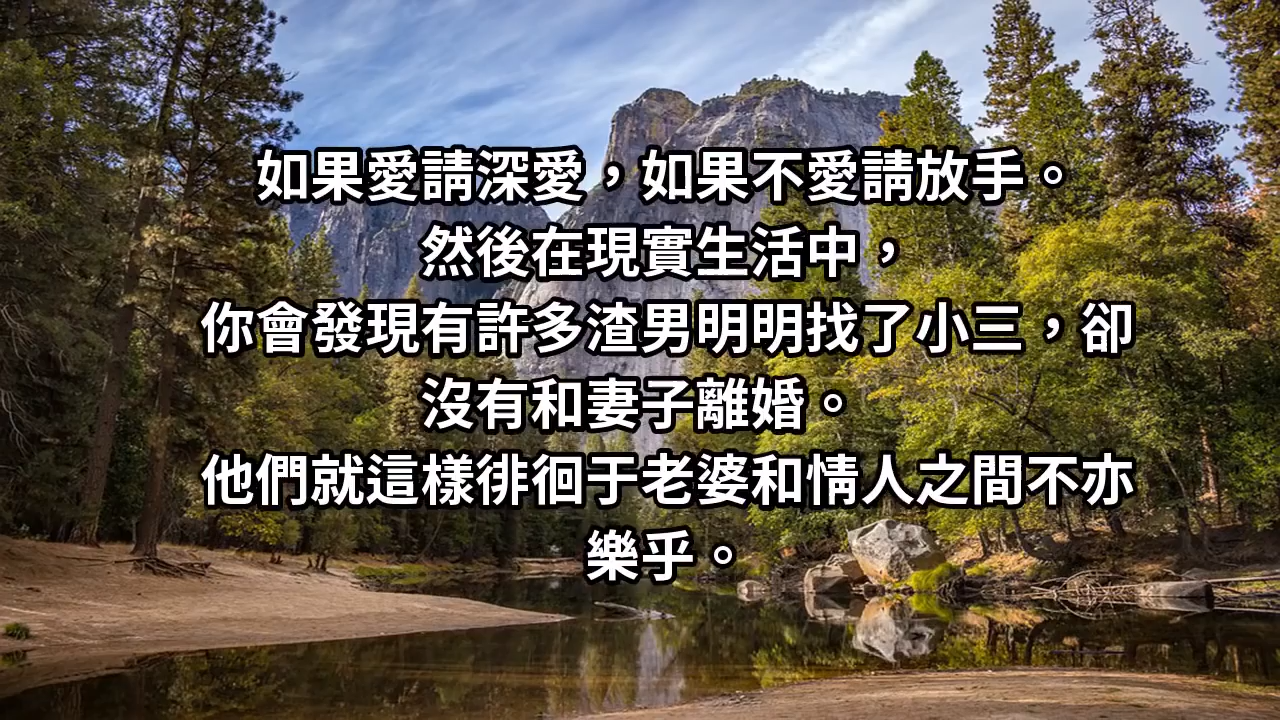 如果愛請深愛，如果不愛請放手。
然後在現實生活中，
你會發現有許多渣男明明找了小三，卻
沒有和妻子離婚。
他們就這樣徘徊于老婆和情人之間不亦
樂乎。